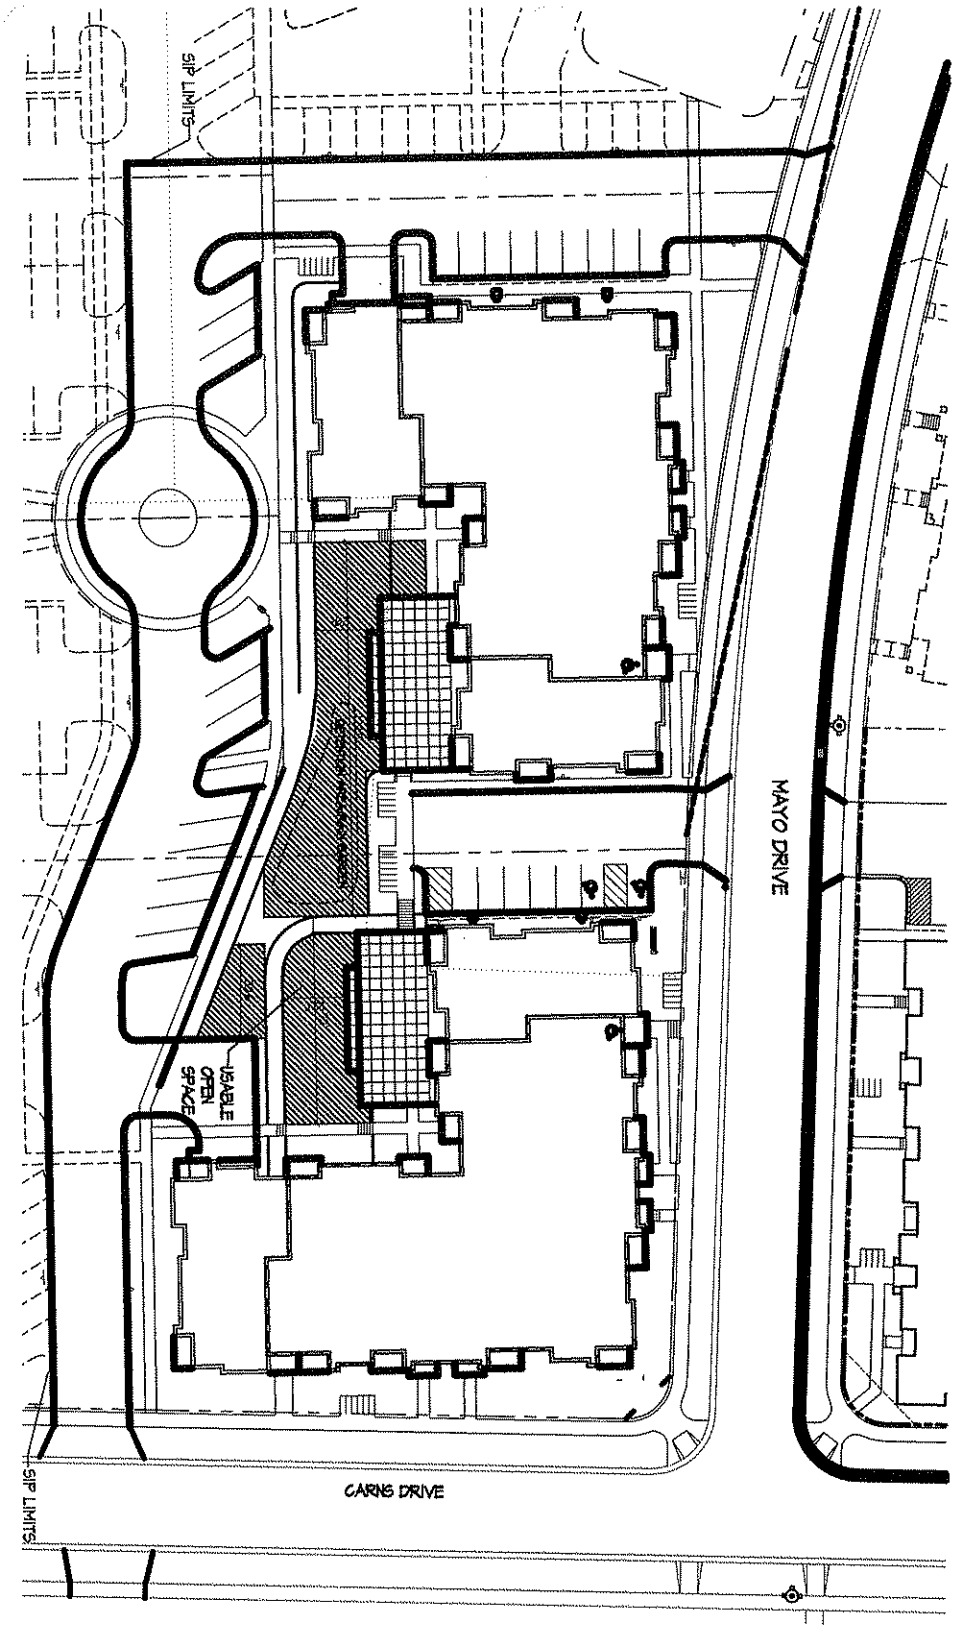 SIP LIMITS
MAYO DRIVE
USABLE
OPEN
SPACE
CARNS DRIVE
SIP LIMITS